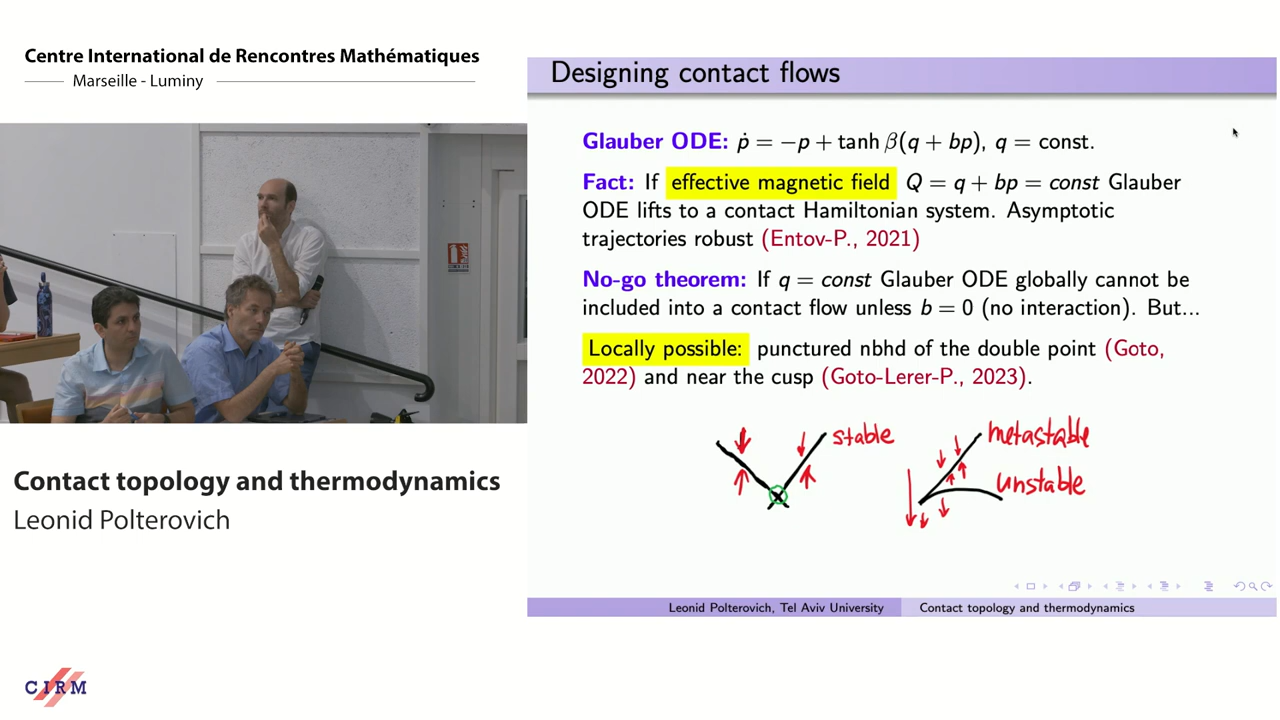 Centre International de Rencontres Mathématiques
Marseille - Luminy
Designing contact flows
Glauber ODE: ṗ = −p + tanh β(q + bp), q = const.
Fact: If effective magnetic field Q = q + bp = const Glauber
ODE lifts to a contact Hamiltonian system. Asymptotic
trajectories robust (Entov-P., 2021)
No-go theorem: If q = const Glauber ODE globally cannot be
included into a contact flow unless b = 0 (no interaction). But...
Locally possible: punctured nbhd of the double point (Goto,
2022) and near the cusp (Goto-Lerer-P., 2023).
stable
metastable
unstable
Contact topology and thermodynamics
Leonid Polterovich
Leonid Polterovich, Tel Aviv University
Contact topology and thermodynamics
CIRM